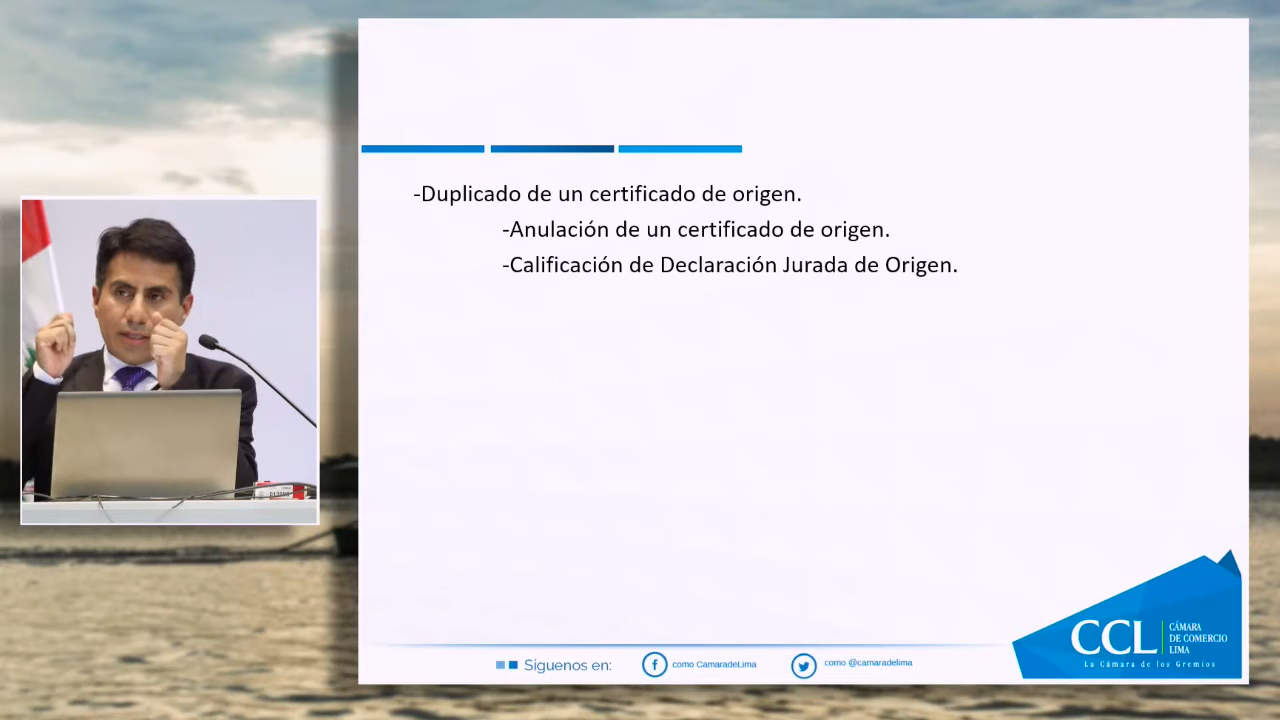 -Duplicado de un certificado de origen.
-Anulación de un certificado de origen.
-Calificación de Declaración Jurada de Origen.
Síguenos en:
como CamaradeLima
como @camaradelima
CCL
CÁMARA
DE COMERCIO
LIMA
La Cámara de los Gremios